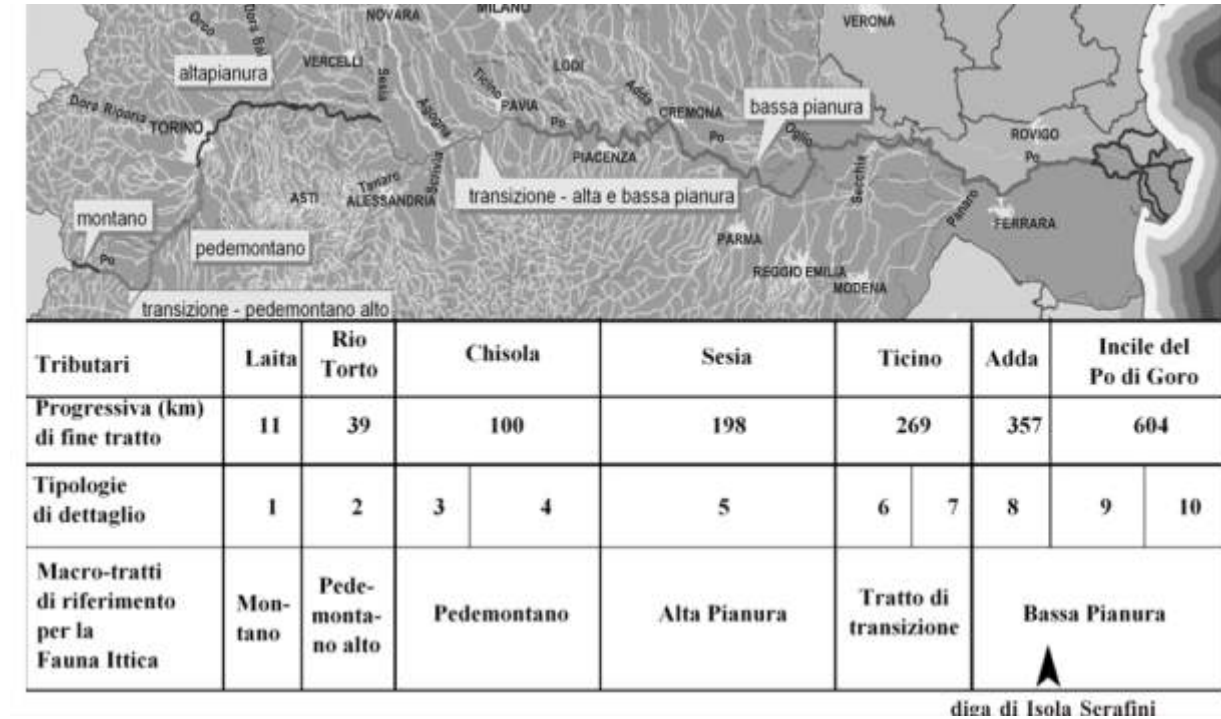 NOVARA
MILANO
VERONA
Orco
Dora Bal
altapianura
VERCELLI
Sesia
Ticino
LODI
Adda
Agogna
PAVIA
Po
CREMONA
bassa pianura
Dora Riparia
TORINO
Po
Oglio
ROVIGO
Po
PIACENZA
Secchia
ASTI
Tanaro
ALESSANDRIA
Scrivia
transizione - alta e bassa pianura
montano
Po
pedemontano
Panaro
FERRARA
PARMA
REGGIO EMILIA
MODENA
transizione - pedemontano alto
Tributari
Laita
Rio
Torto
Chisola
Sesia
Ticino
Adda
Incile del
Po di Goro
Progressiva (km)
di fine tratto
11
39
100
198
269
357
604
Tipologie
di dettaglio
1
2
3
4
5
6
7
8
9
10
Macro-tratti
di riferimento
per la
Fauna Ittica
Mon-
tano
Pede-
monta-
no alto
Pedemontano
Alta Pianura
Tratto di
transizione
Bassa Pianura
diga di Isola Serafini